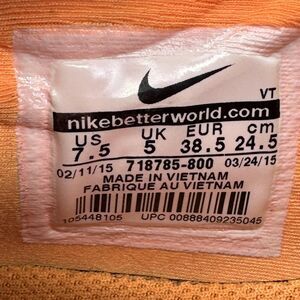 VT
nikebetterworld.com
US UK EUR cm
7.5 5 38.5 24.5
02/11/15 718785-800 03/24/15
MADE IN VIETNAM
FABRIQUE AU VIETNAM
105448105 UPC 00888409235045